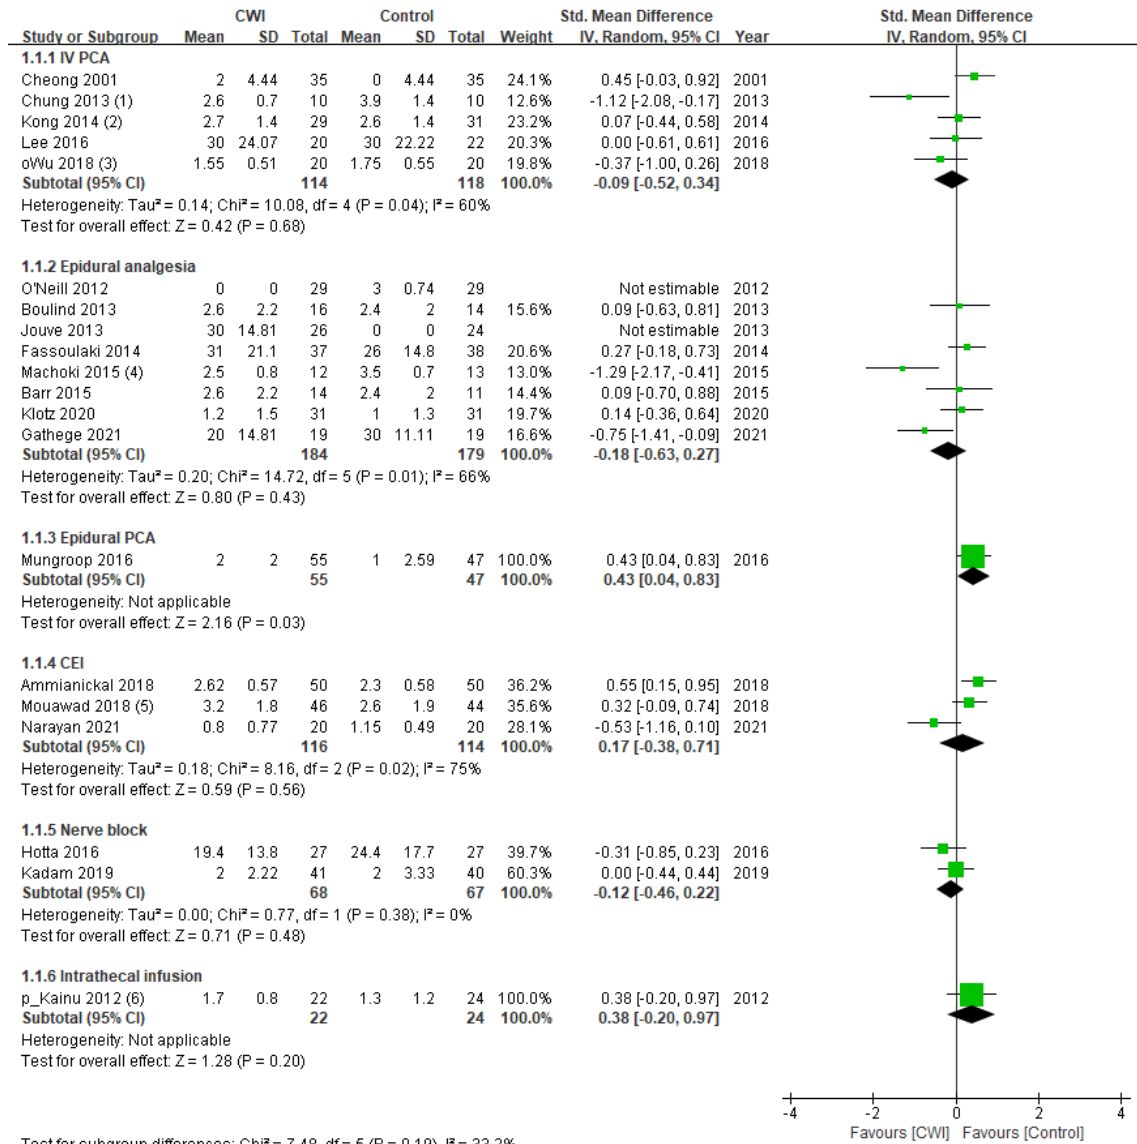 CWI Control Std. Mean Difference Std. Mean Difference
Study or Subgroup Mean SD Total Mean SD Total Weight IV, Random, 95% CI Year IV, Random, 95% CI
1.1.1 IV PCA
Cheong 2001 2 4.44 35 0 4.44 35 24.1% 0.45 [-0.03, 0.92] 2001
Chung 2013 (1) 2.6 0.7 10 3.9 1.4 10 12.6% -1.12 [-2.08, -0.17] 2013
Kong 2014 (2) 2.7 1.4 29 2.6 1.4 31 23.2% 0.07 [-0.44, 0.58] 2014
Lee 2016 30 24.07 20 30 22.22 22 20.3% 0.00 [-0.61, 0.61] 2016
oWu 2018 (3) 1.55 0.51 20 1.75 0.55 20 19.8% -0.37 [-1.00, 0.26] 2018
Subtotal (95% CI) 114 118 100.0% -0.09 [-0.52, 0.34]
Heterogeneity: Tau² = 0.14; Chi² = 10.08, df = 4 (P = 0.04); I² = 60%
Test for overall effect: Z = 0.42 (P = 0.68)
1.1.2 Epidural analgesia
O'Neill 2012 0 0 29 3 0.74 29 Not estimable 2012
Boulind 2013 2.6 2.2 16 2.4 2 14 15.6% 0.09 [-0.63, 0.81] 2013
Jouve 2013 30 14.81 26 0 0 24 Not estimable 2013
Fassoulaki 2014 31 21.1 37 26 14.8 38 20.6% 0.27 [-0.18, 0.73] 2014
Machoki 2015 (4) 2.5 0.8 12 3.5 0.7 13 13.0% -1.29 [-2.17, -0.41] 2015
Barr 2015 2.6 2.2 14 2.4 2 11 14.4% 0.09 [-0.70, 0.88] 2015
Klotz 2020 1.2 1.5 31 1 1.3 31 19.7% 0.14 [-0.36, 0.64] 2020
Gathege 2021 20 14.81 19 30 11.11 19 16.6% -0.75 [-1.41, -0.09] 2021
Subtotal (95% CI) 184 179 100.0% -0.18 [-0.63, 0.27]
Heterogeneity: Tau² = 0.20; Chi² = 14.72, df = 5 (P = 0.01); I² = 66%
Test for overall effect: Z = 0.80 (P = 0.43)
1.1.3 Epidural PCA
Mungroop 2016 2 2 55 1 2.59 47 100.0% 0.43 [0.04, 0.83] 2016
Subtotal (95% CI) 55 47 100.0% 0.43 [0.04, 0.83]
Heterogeneity: Not applicable
Test for overall effect: Z = 2.16 (P = 0.03)
1.1.4 CEI
Ammianickal 2018 2.62 0.57 50 2.3 0.58 50 36.2% 0.55 [0.15, 0.95] 2018
Mouawad 2018 (5) 3.2 1.8 46 2.6 1.9 44 35.6% 0.32 [-0.09, 0.74] 2018
Narayan 2021 0.8 0.77 20 1.15 0.49 20 28.1% -0.53 [-1.16, 0.10] 2021
Subtotal (95% CI) 116 114 100.0% 0.17 [-0.38, 0.71]
Heterogeneity: Tau² = 0.18; Chi² = 8.16, df = 2 (P = 0.02); I² = 75%
Test for overall effect: Z = 0.59 (P = 0.56)
1.1.5 Nerve block
Hotta 2016 19.4 13.8 27 24.4 17.7 27 39.7% -0.31 [-0.85, 0.23] 2016
Kadam 2019 2 2.22 41 2 3.33 40 60.3% 0.00 [-0.44, 0.44] 2019
Subtotal (95% CI) 68 67 100.0% -0.12 [-0.46, 0.22]
Heterogeneity: Tau² = 0.00; Chi² = 0.77, df = 1 (P = 0.38); I² = 0%
Test for overall effect: Z = 0.71 (P = 0.48)
1.1.6 Intrathecal infusion
p_Kainu 2012 (6) 1.7 0.8 22 1.3 1.2 24 100.0% 0.38 [-0.20, 0.97] 2012
Subtotal (95% CI) 22 24 100.0% 0.38 [-0.20, 0.97]
Heterogeneity: Not applicable
Test for overall effect: Z = 1.28 (P = 0.20)
-4 -2 0 2 4
Favours [CWI] Favours [Control]
Test for subgroup differences: Chi² = 7.48, df = 5 (P = 0.19), I² = 33.2%